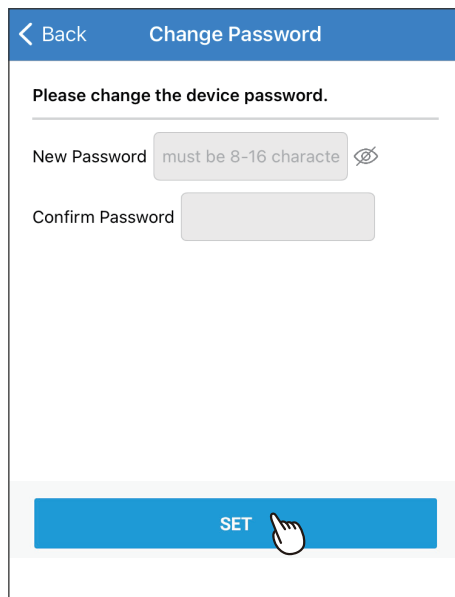 Back Change Password
Please change the device password.
New Password must be 8-16 characte
Confirm Password
SET